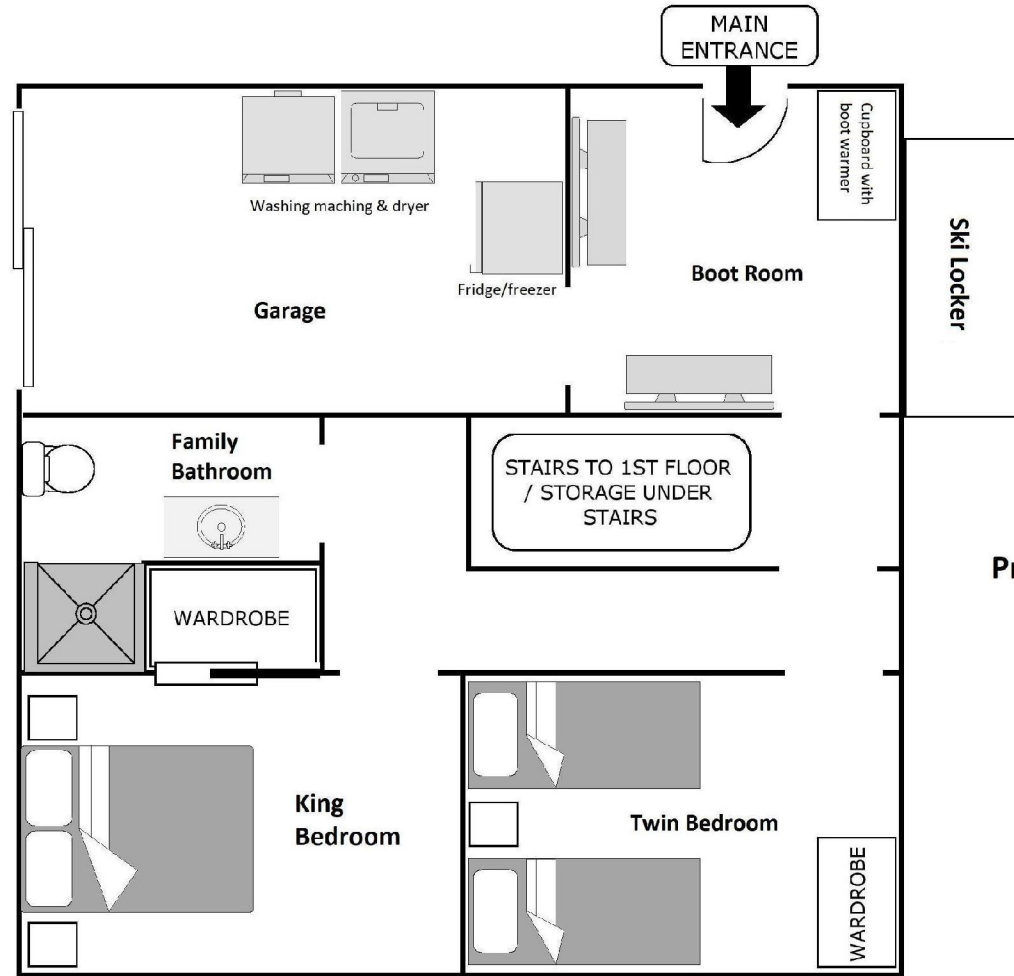 MAIN
ENTRANCE
Cupboard with
boot warmer
Washing maching & dryer
Fridge/freezer
Boot Room
Ski Locker
Garage
Family
Bathroom
STAIRS TO 1ST FLOOR
/ STORAGE UNDER
STAIRS
Pr
WARDROBE
King
Bedroom
Twin Bedroom
WARDROBE